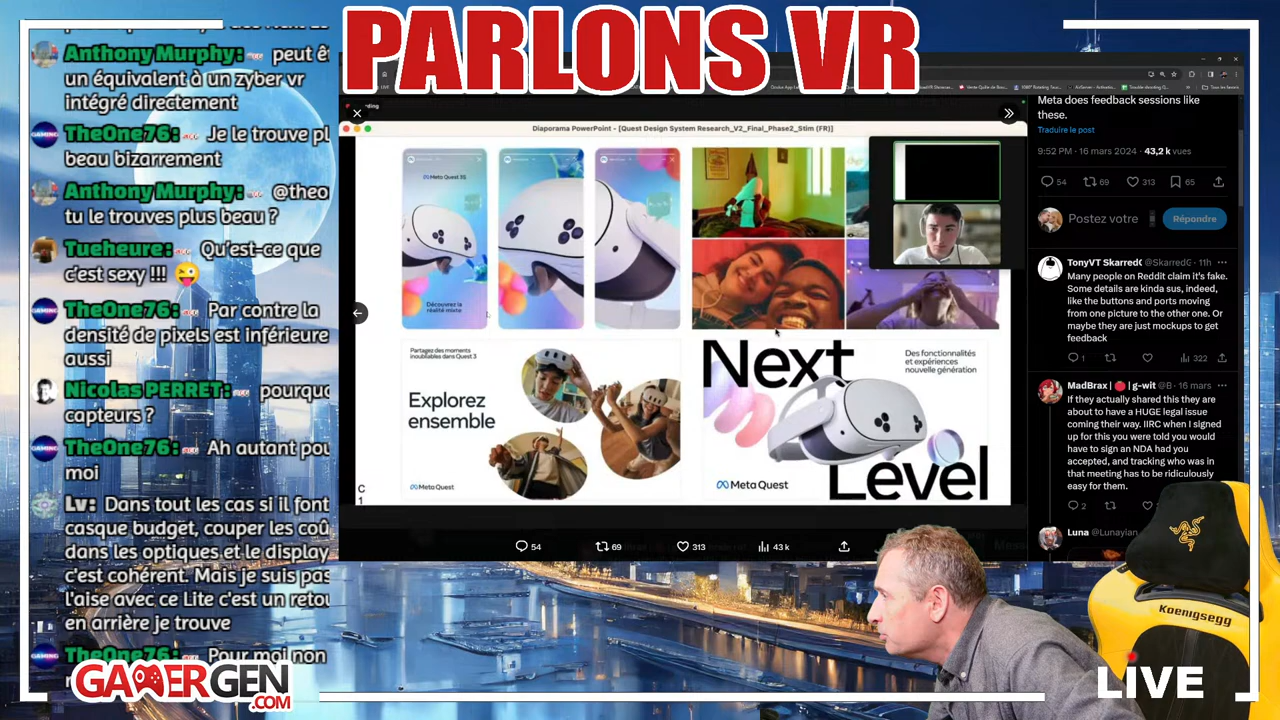 PARLONS VR
Anthony Murphy: peut ê
un équivalent à un zyber vr
intégré directement
TheOne76: Je le trouve pl
beau bizarrement
Anthony Murphy: @theo
tu le trouves plus beau ?
Tueheure: Qu'est-ce que
c'est sexy !!!
TheOne76: Par contre la
densité de pixels est inférieure
aussi
Nicolas PERRET: pourquo
capteurs ?
TheOne76: Ah autant pou
moi
Lv: Dans tout les cas si il font
casque budget, couper les coû
dans les optiques et le display
c'est cohérent. Mais je suis pas
l'aise avec ce Lite c'est un retou
en arrière je trouve
TheOne76: Pour moi non
GAMERGEN
.COM
Diaporama PowerPoint - [Quest Design System Research_V2_Final_Phase2_Stim (FR)]
Meta Quest 3S
Découvrez la
réalité mixte
Partagez des moments
inoubliables dans Quest 3
Explorez
ensemble
Meta Quest
Next
Level
Des fonctionnalités
et expériences
nouvelle génération
Meta Quest
C
1
54 69 313 43 k
Meta does feedback sessions like
these.
Traduire le post
9:52 PM · 16 mars 2024 · 43,2 k vues
54 69 313 65
Postez votre
Répondre
TonyVT Skarred @Skarred · 11h
Many people on Reddit claim it's fake.
Some details are kinda sus, indeed,
like the buttons and ports moving
from one picture to the other one. Or
maybe they are just mockups to get
feedback
1 322
MadBrax | | g-wit @B · 16 mars
If they actually shared this they are
about to have a HUGE legal issue
coming their way. IIRC when I signed
up for this you were told you would
have to sign an NDA had you
accepted, and tracking who was in
that meeting has to be ridiculously
easy for them.
2
Luna @Lunayian
Koenigsegg
LIVE